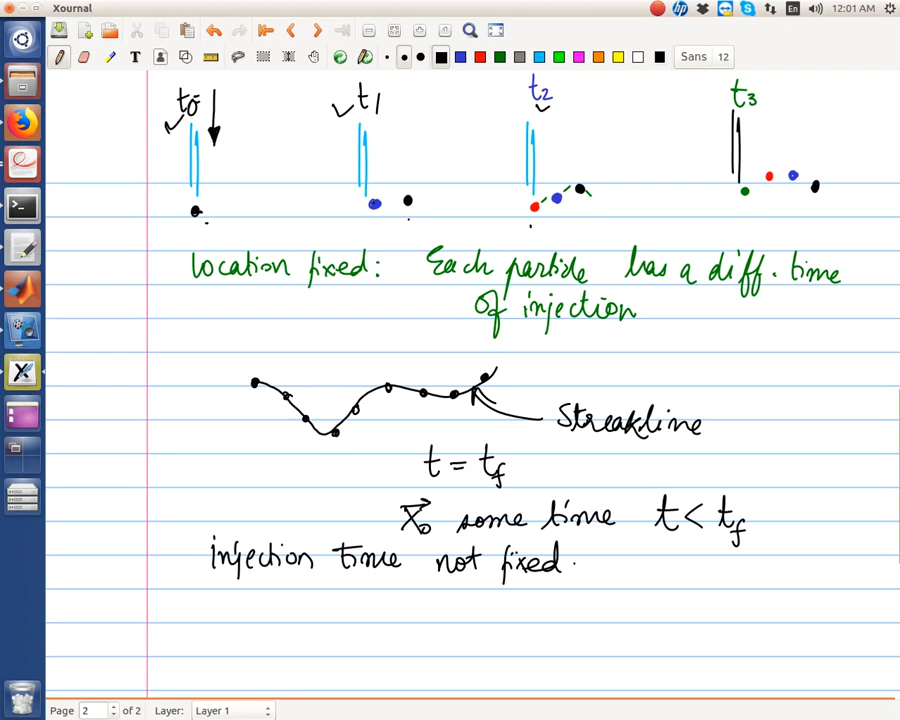 Xournal
En
12:01 AM
Sans 12
t0 t1 t2 t3
location fixed: Each particle has a diff. time
of injection
Streakline
t = tf
X0 some time t < tf
injection time not fixed.
Page 2 of 2 Layer: Layer 1